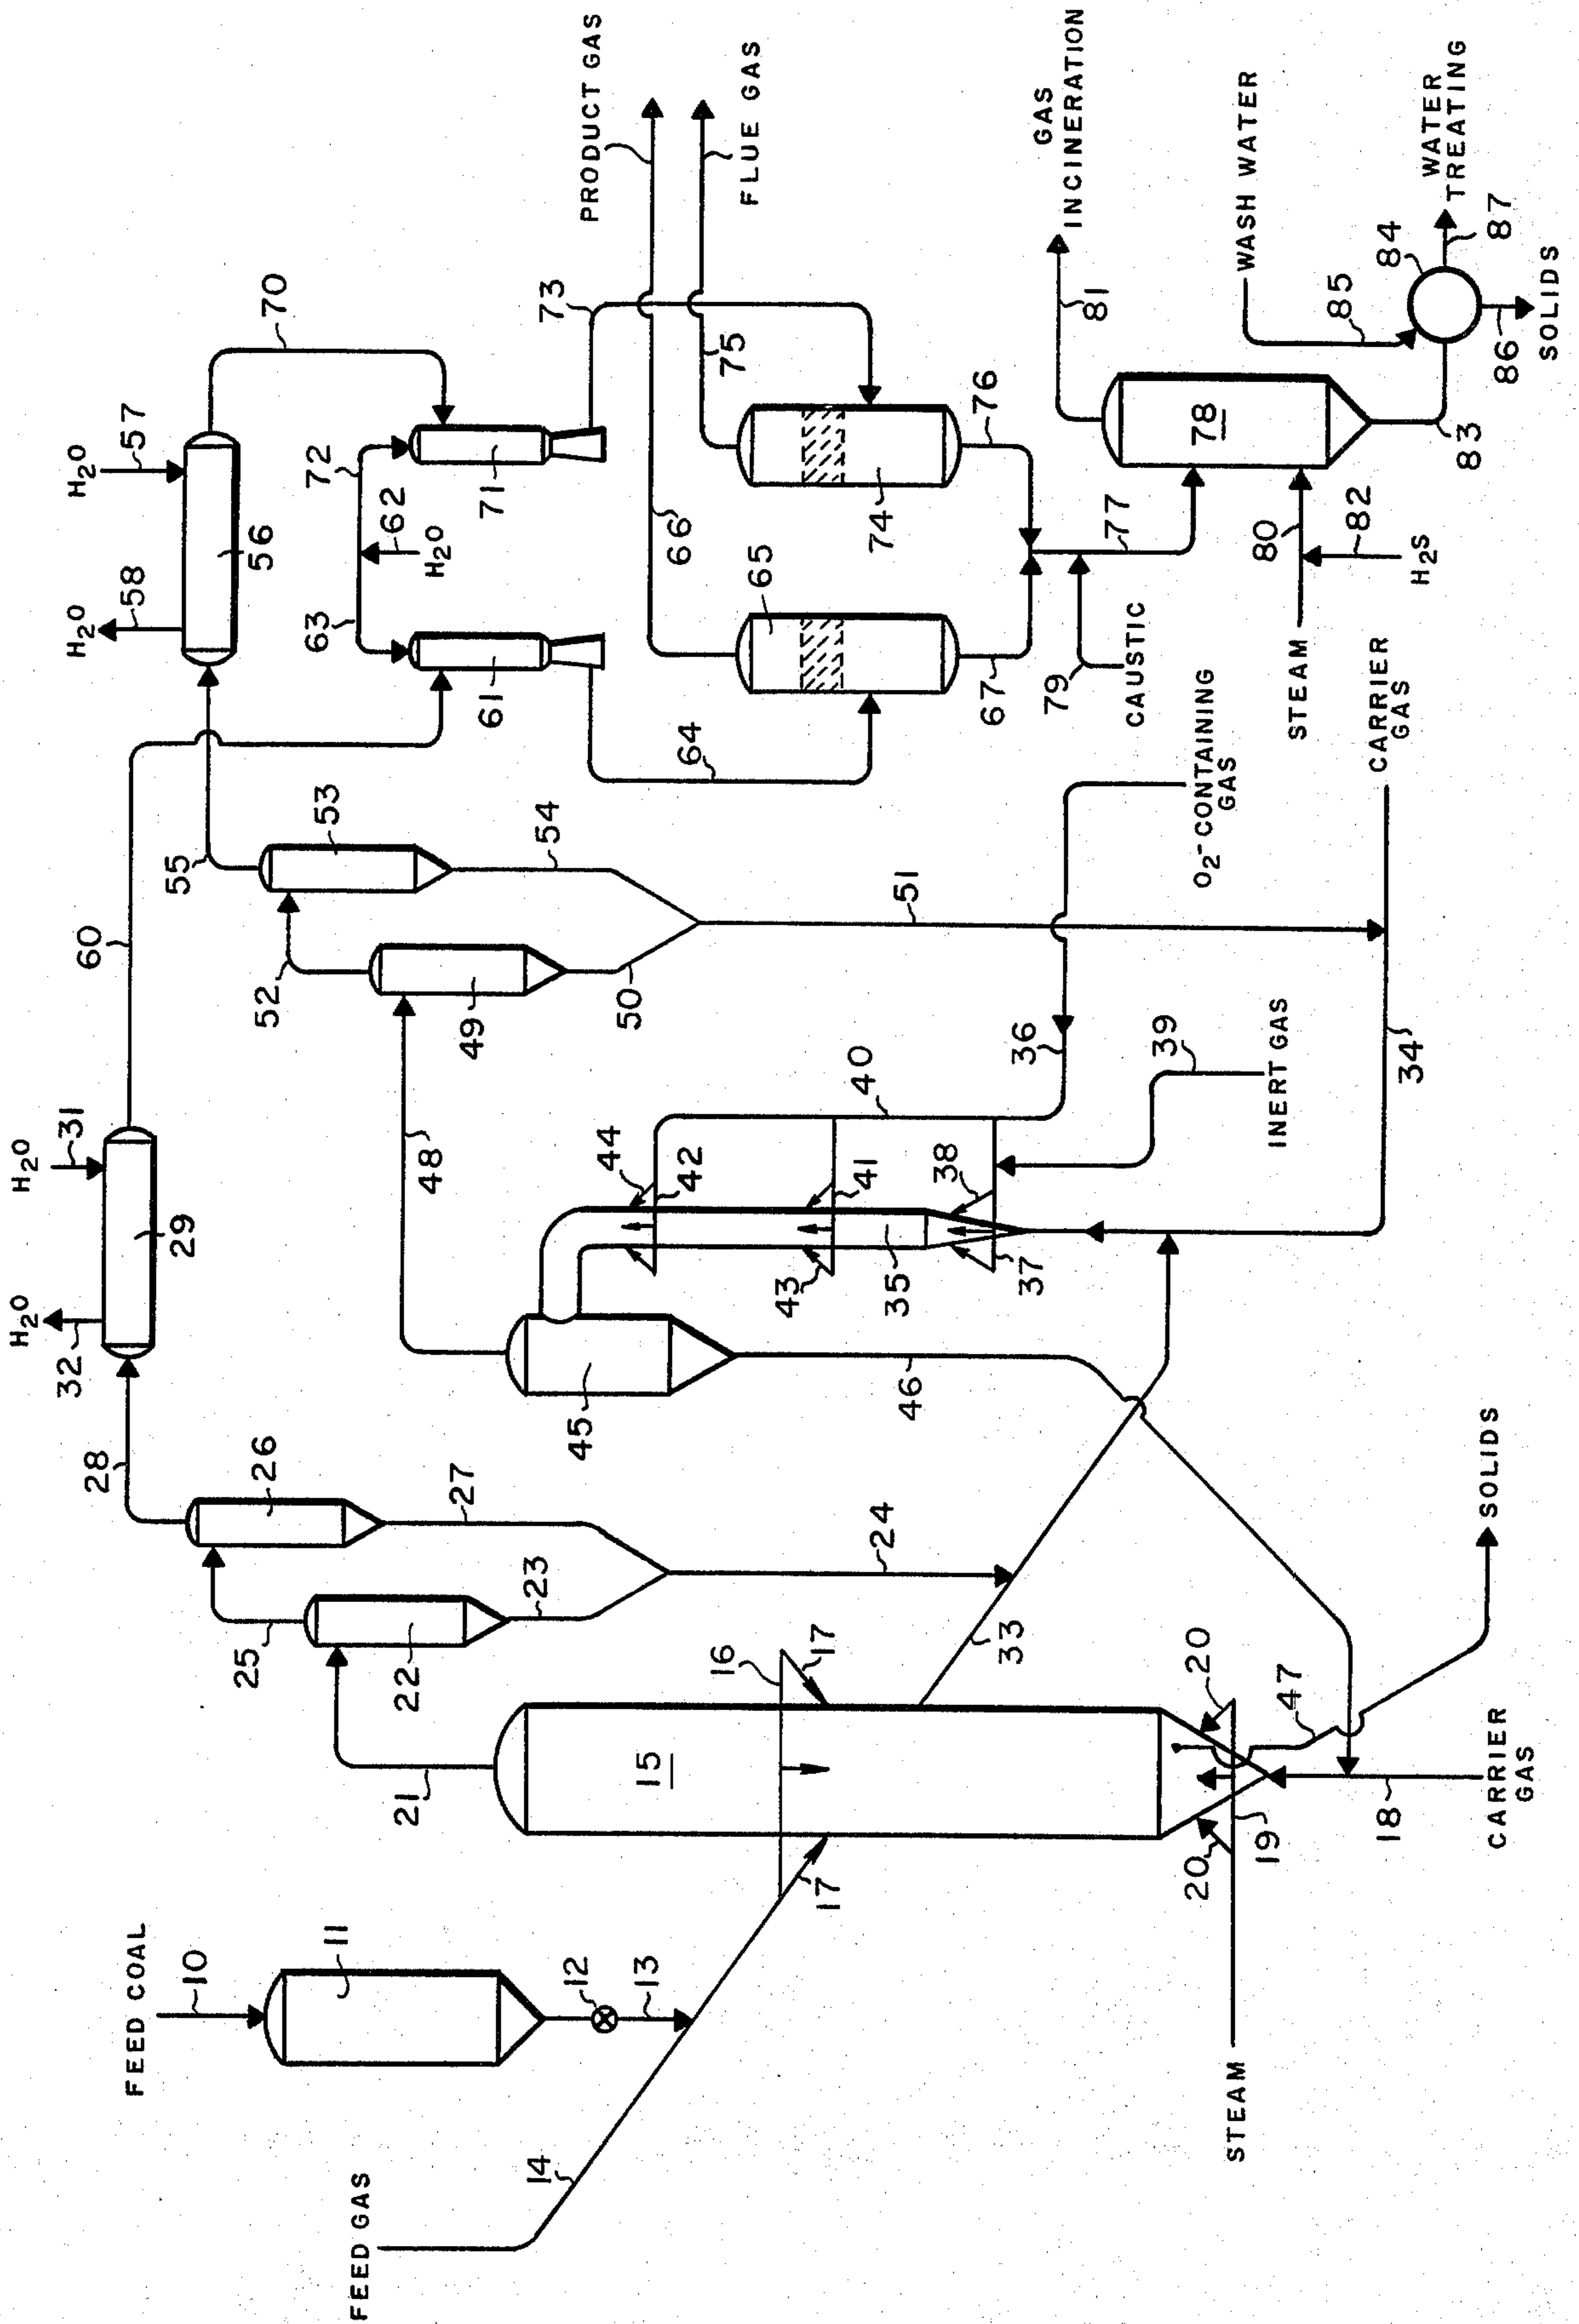 FEED COAL
10
11
12
13
FEED GAS
14
15
16
17
17
STEAM
19
20
20
18
CARRIER
GAS
47
SOLIDS
21
22
23
24
25
26
27
28
H2O
32
H2O
31
29
33
45
46
48
35
37
38
43
41
42
44
40
36
39
INERT GAS
34
CARRIER
GAS
O2-CONTAINING
GAS
49
50
51
52
53
54
55
60
H2O
58
H2O
57
56
70
63
72
62
H2O
61
71
64
73
65
66
67
74
75
76
PRODUCT GAS
FLUE GAS
77
79
CAUSTIC
78
80
STEAM
82
H2S
81
GAS
INCINERATION
83
84
85
WASH WATER
86
SOLIDS
87
WATER
TREATING